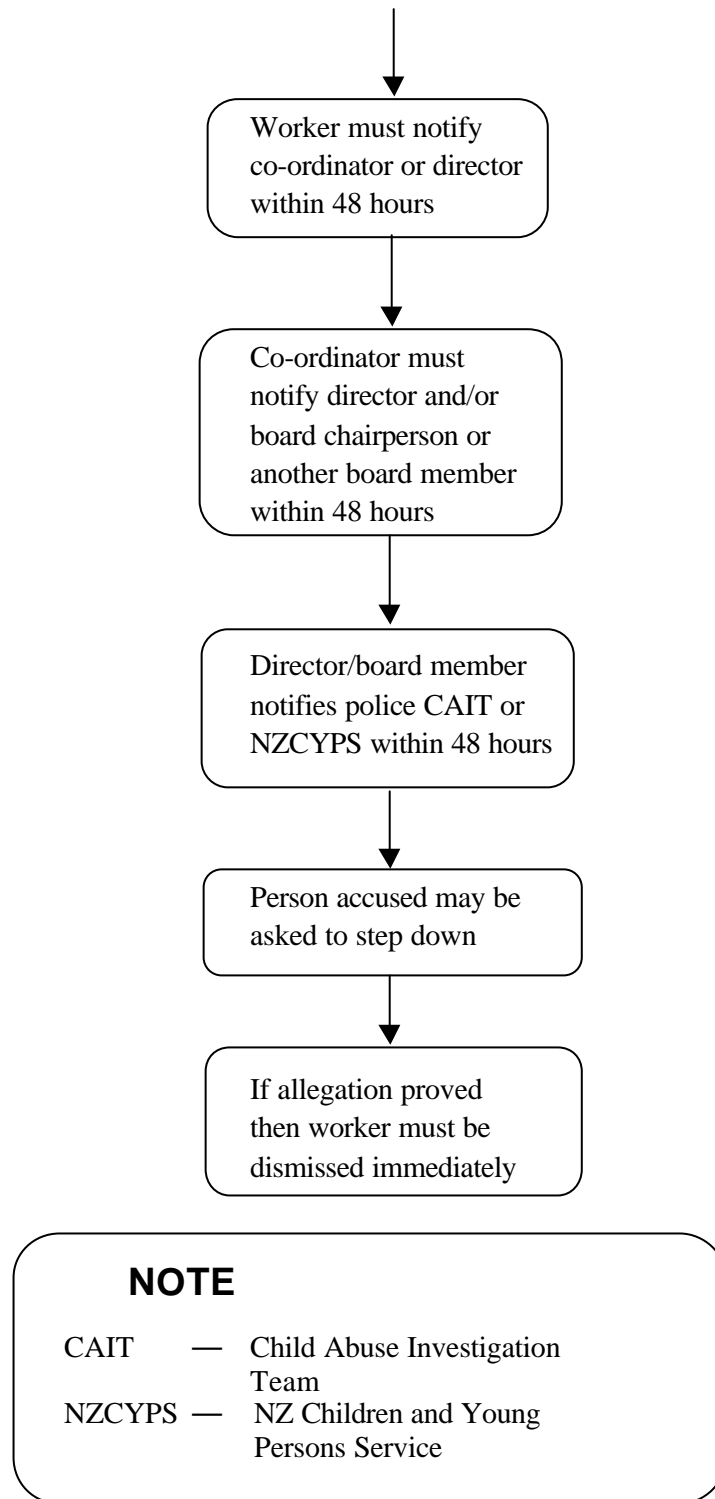 Worker must notify
co-ordinator or director
within 48 hours
Co-ordinator must
notify director and/or
board chairperson or
another board member
within 48 hours
Director/board member
notifies police CAIT or
NZCYPS within 48 hours
Person accused may be
asked to step down
If allegation proved
then worker must be
dismissed immediately
NOTE
CAIT — Child Abuse Investigation
Team
NZCYPS — NZ Children and Young
Persons Service